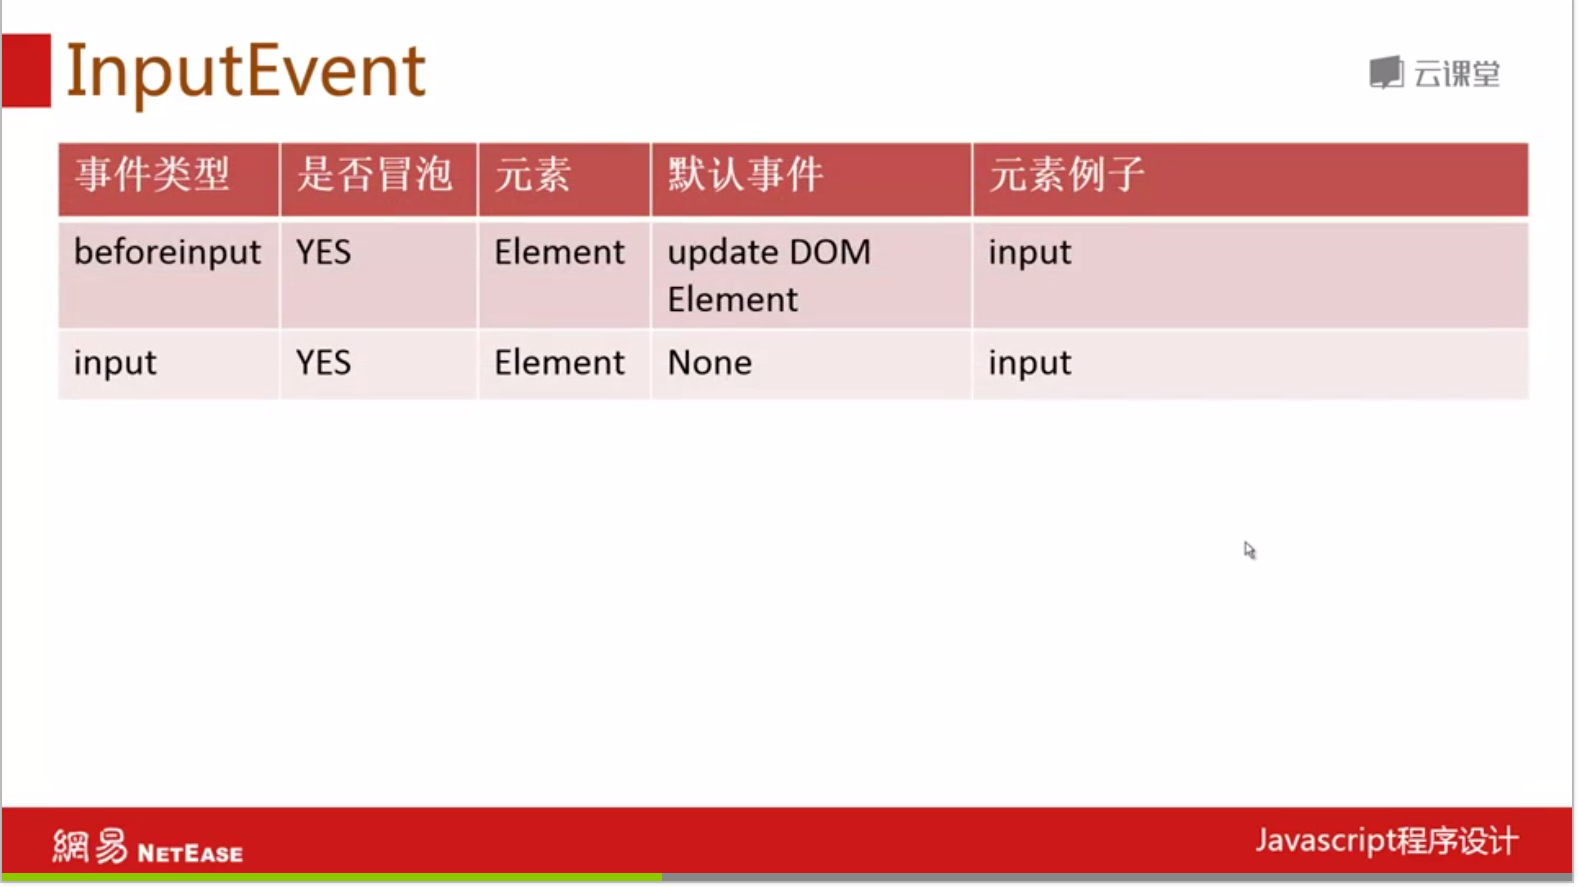 InputEvent
云课堂
事件类型 是否冒泡 元素 默认事件 元素例子
beforeinput YES Element update DOM input
Element
input YES Element None input
網易 NETEASE
Javascript程序设计